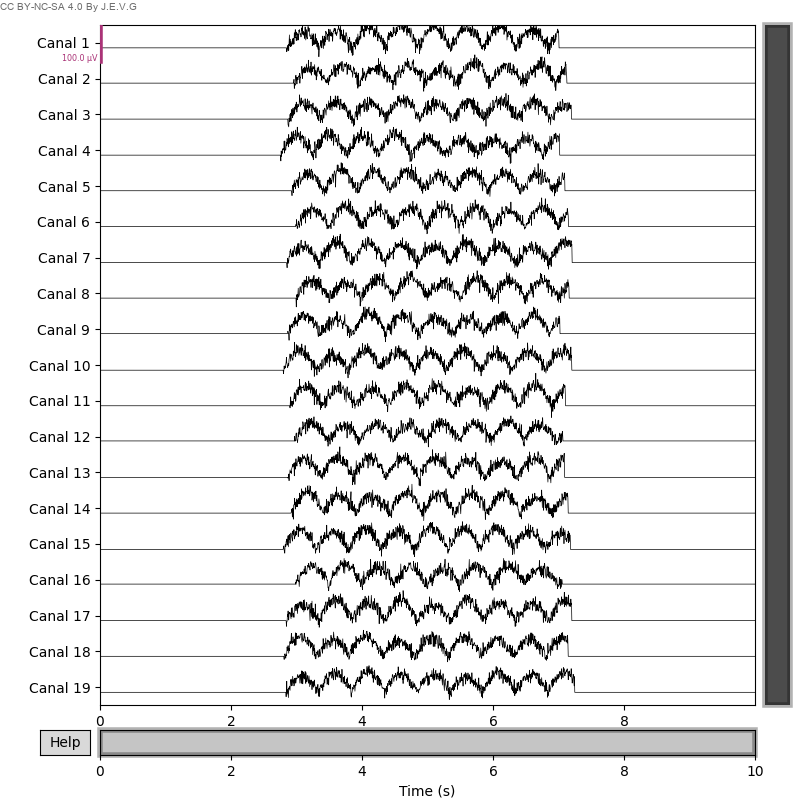 CC BY-NC-SA 4.0 By J.E.V.G
Canal 1
100.0 µV
Canal 2
Canal 3
Canal 4
Canal 5
Canal 6
Canal 7
Canal 8
Canal 9
Canal 10
Canal 11
Canal 12
Canal 13
Canal 14
Canal 15
Canal 16
Canal 17
Canal 18
Canal 19
0 2 4 6 8
Help
0 2 4 6 8 10
Time (s)